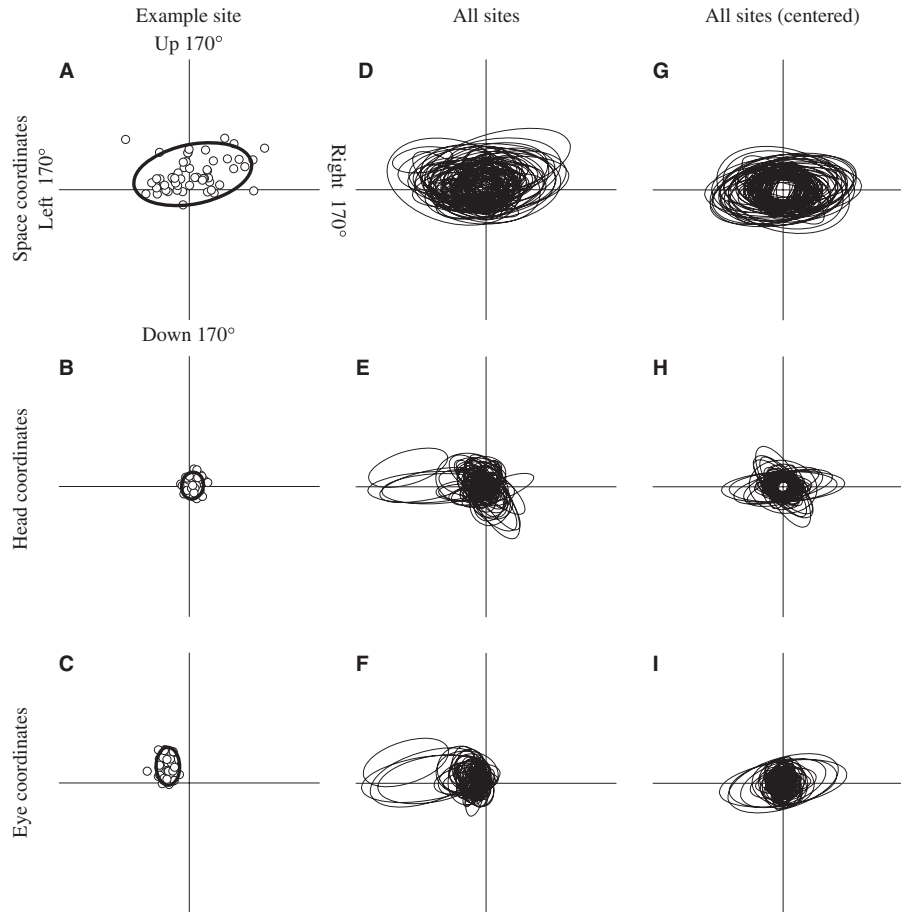 Example site
All sites
All sites (centered)
Up 170°
A
D
G
Space coordinates
Left 170°
Right 170°
Down 170°
B
E
H
Head coordinates
C
F
I
Eye coordinates